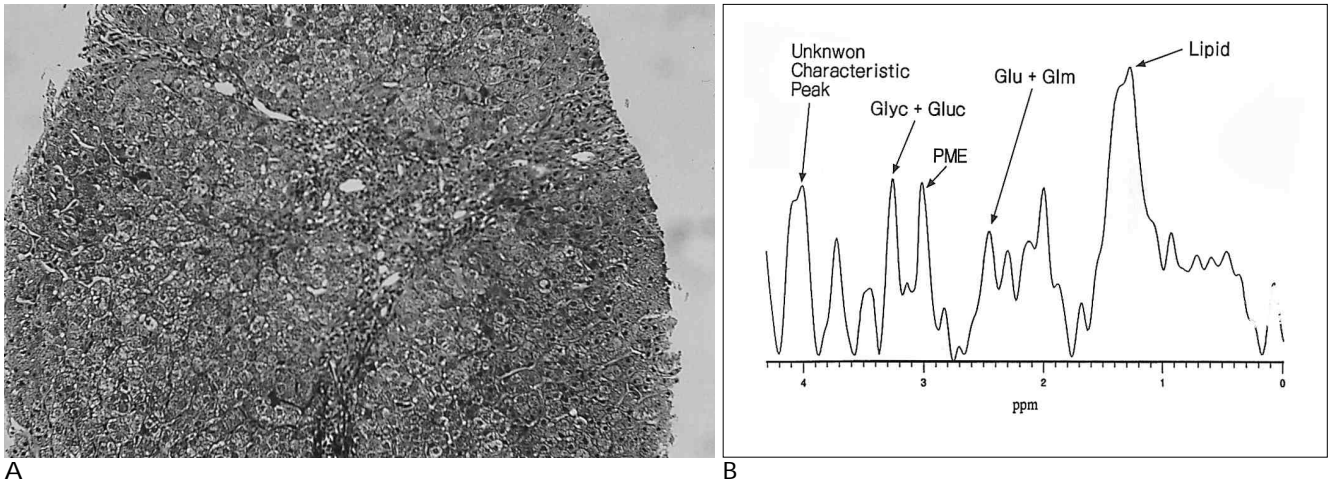 Unknwon
Characteristic
Peak
Glyc + Gluc
PME
Glu + Glm
Lipid
4
3
2
1
0
ppm
A
B